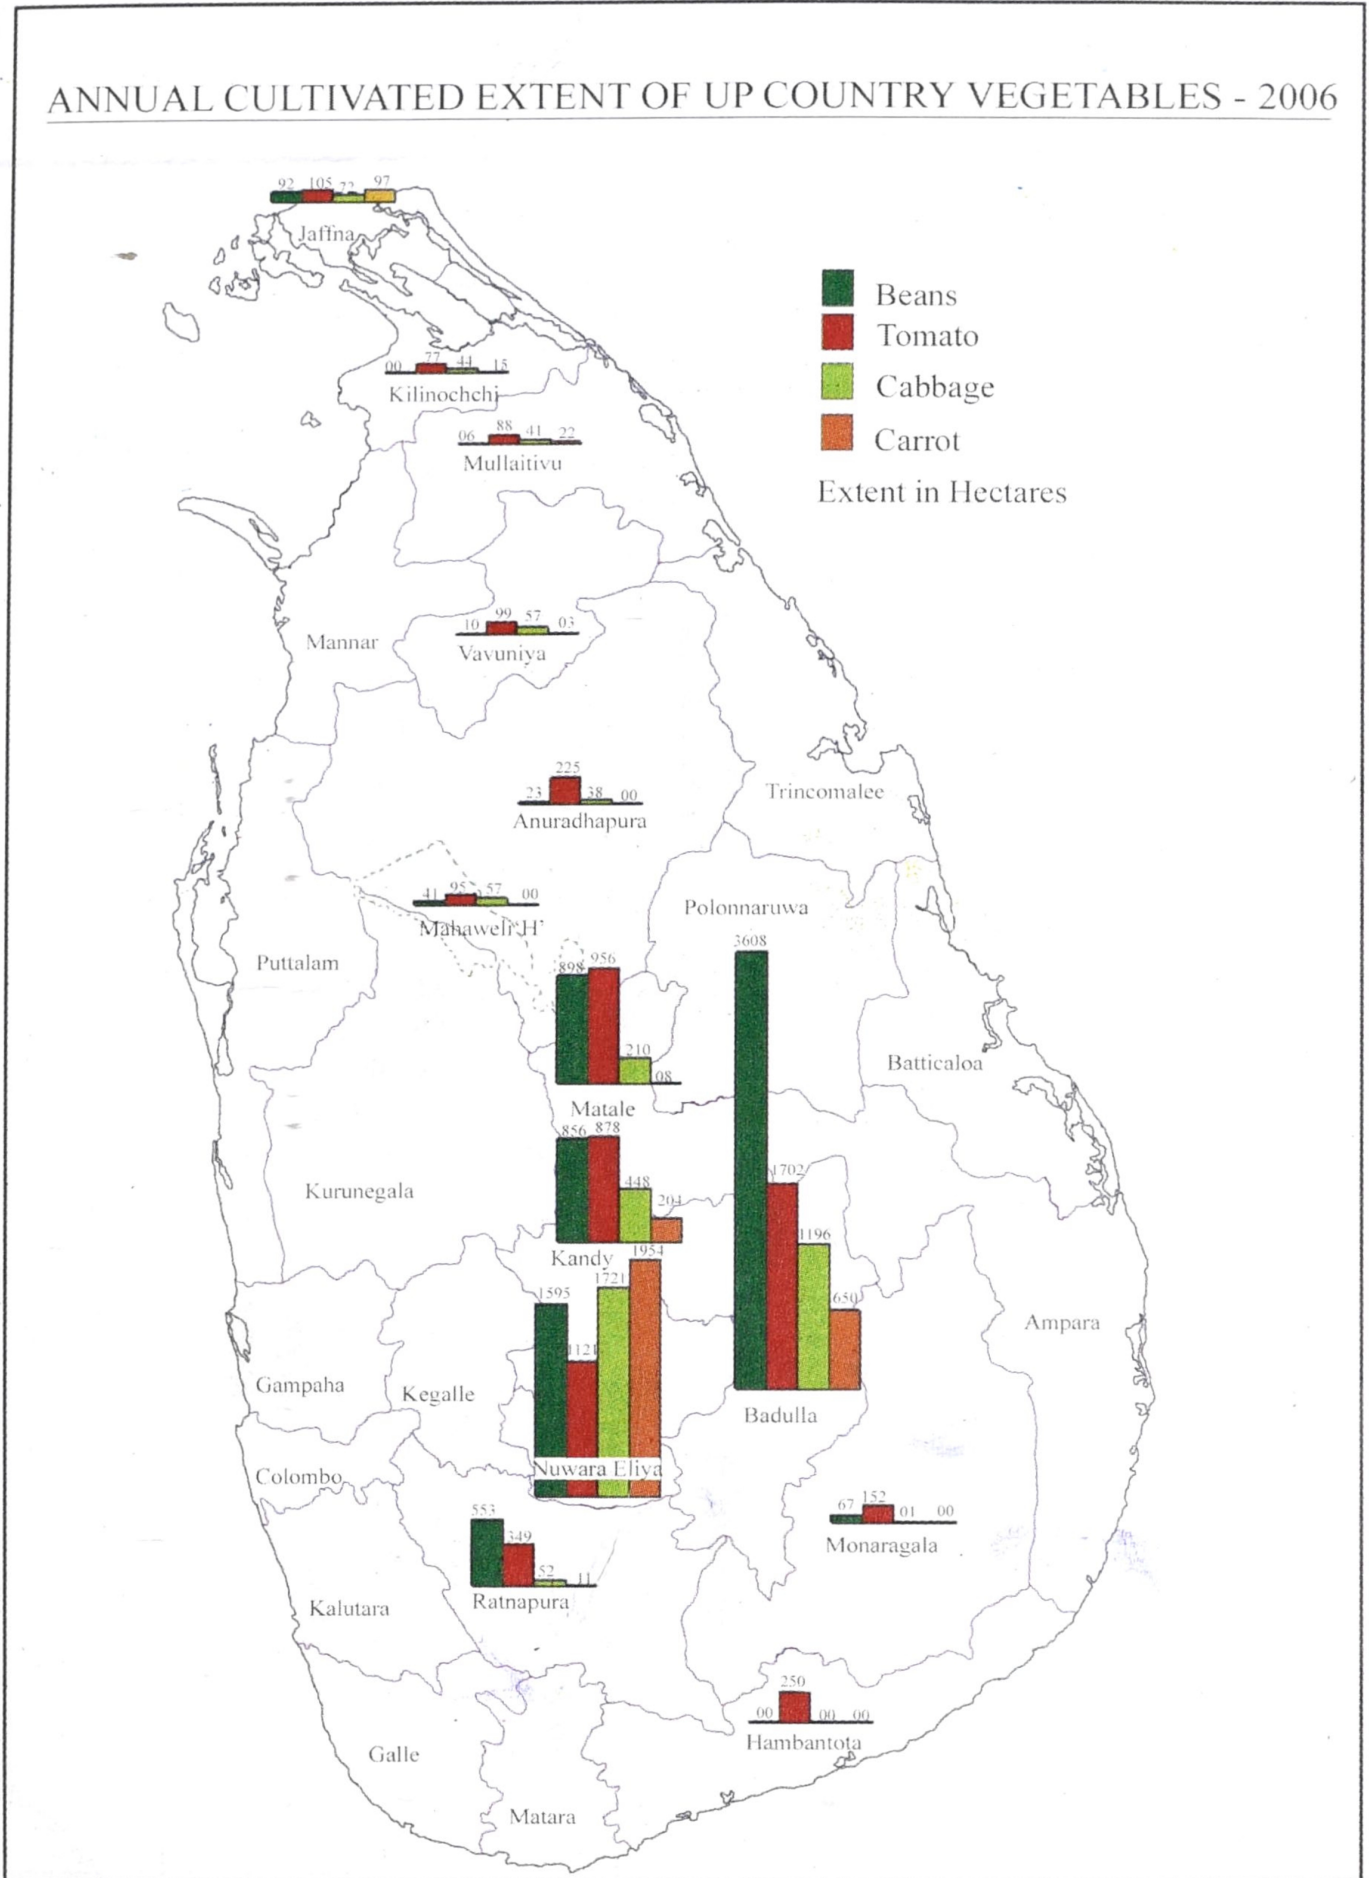 ANNUAL CULTIVATED EXTENT OF UP COUNTRY VEGETABLES - 2006
92 105 72 97
Jaffna
Beans
Tomato
Cabbage
Carrot
Extent in Hectares
00 77 44 15
Kilinochchi
06 88 41 22
Mullaitivu
10 99 57 03
Mannar
Vavuniya
23 225 38 00
Anuradhapura
Trincomalee
41 95 57 00
Mahaweli 'H'
Polonnaruwa
Puttalam
898 956 210 08
Matale
3608 1702 1196 650
Badulla
Batticaloa
856 878 448 204
Kandy
Kurunegala
1595 1121 1721 1954
Nuwara Eliya
Ampara
Gampaha
Kegalle
Colombo
67 152 01 00
Monaragala
553 349 52 11
Ratnapura
Kalutara
00 250 00 00
Hambantota
Galle
Matara